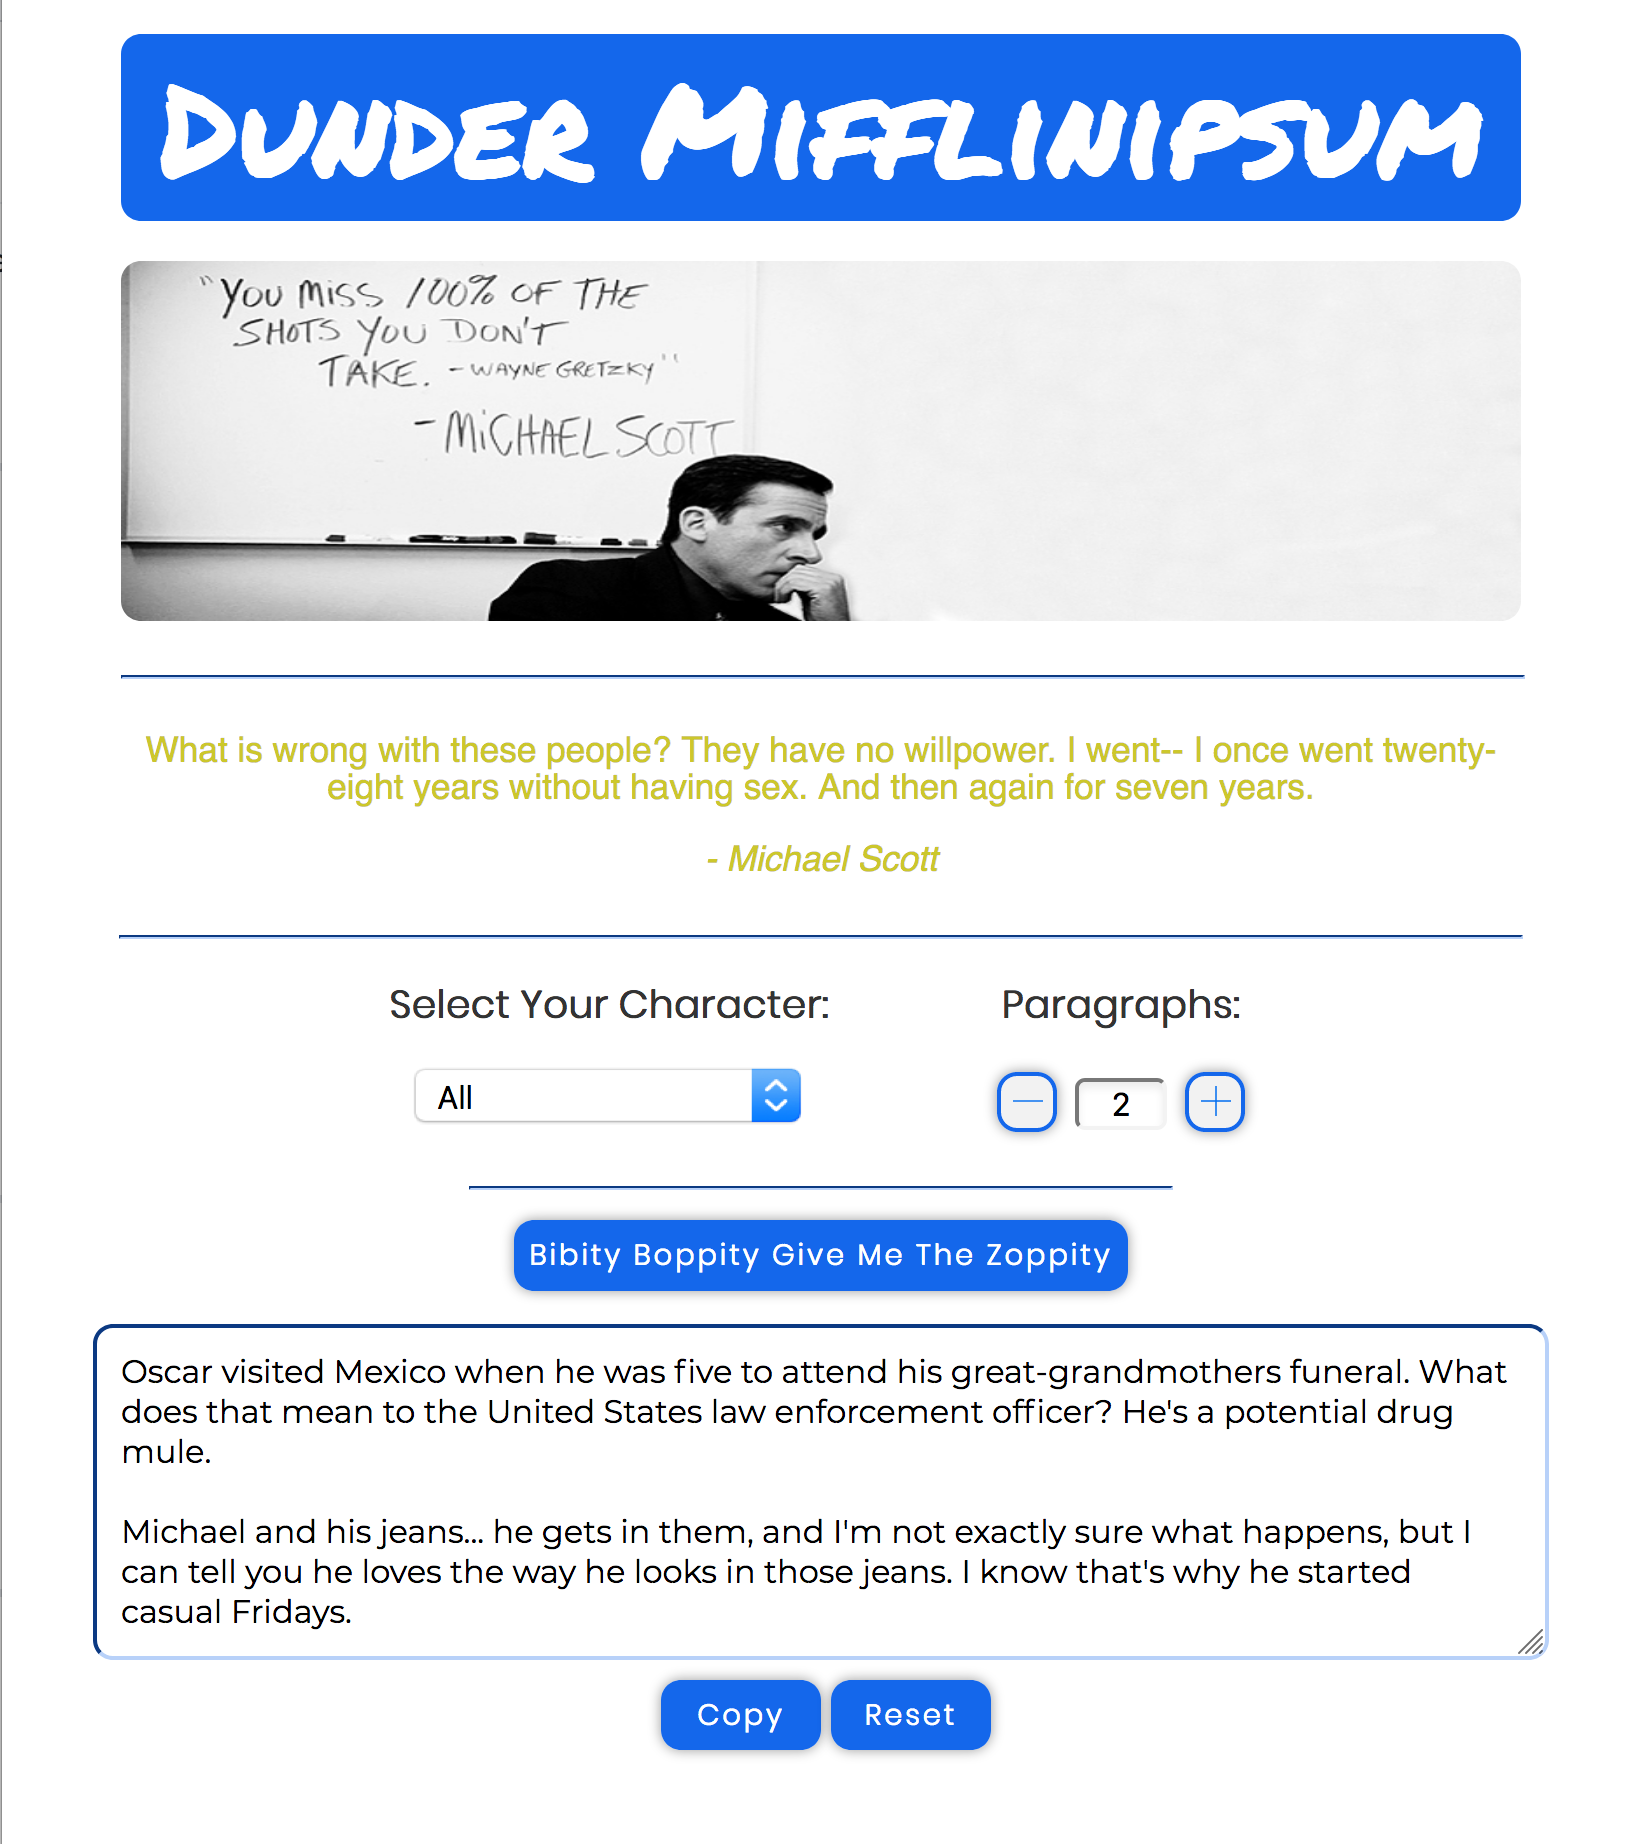 Dunder Mifflinipsum
"You miss 100% of the
shots you don't
take. - Wayne Gretzky"
- Michael Scott
What is wrong with these people? They have no willpower. I went-- I once went twenty-
eight years without having sex. And then again for seven years.
- Michael Scott
Select Your Character: Paragraphs:
All 2
Bibity Boppity Give Me The Zoppity
Oscar visited Mexico when he was five to attend his great-grandmothers funeral. What
does that mean to the United States law enforcement officer? He's a potential drug
mule.
Michael and his jeans... he gets in them, and I'm not exactly sure what happens, but I
can tell you he loves the way he looks in those jeans. I know that's why he started
casual Fridays.
Copy Reset